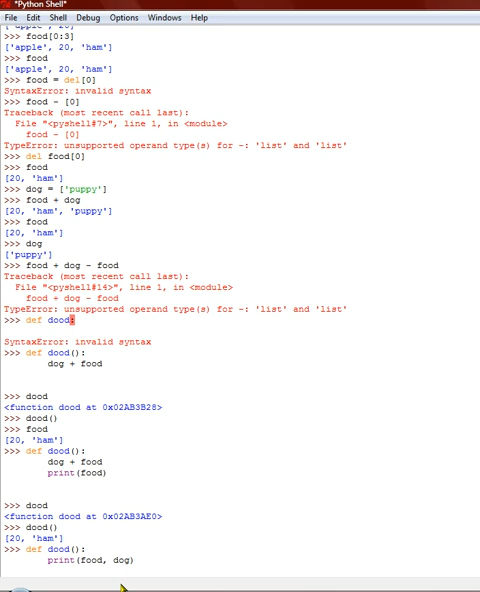 *Python Shell*
File Edit Shell Debug Options Windows Help
>>> food[0:3]
['apple', 20, 'ham']
>>> food
['apple', 20, 'ham']
>>> food = del[0]
SyntaxError: invalid syntax
>>> food - [0]
Traceback (most recent call last):
  File "<pyshell#7>", line 1, in <module>
    food - [0]
TypeError: unsupported operand type(s) for -: 'list' and 'list'
>>> del food[0]
>>> food
[20, 'ham']
>>> dog = ['puppy']
>>> food + dog
[20, 'ham', 'puppy']
>>> food
[20, 'ham']
>>> dog
['puppy']
>>> food + dog - food
Traceback (most recent call last):
  File "<pyshell#14>", line 1, in <module>
    food + dog - food
TypeError: unsupported operand type(s) for -: 'list' and 'list'
>>> def dood:
SyntaxError: invalid syntax
>>> def dood():
        dog + food
>>> dood
<function dood at 0x02AB3B28>
>>> dood()
>>> food
[20, 'ham']
>>> def dood():
        dog + food
        print(food)
>>> dood
<function dood at 0x02AB3AE0>
>>> dood()
[20, 'ham']
>>> def dood():
        print(food, dog)